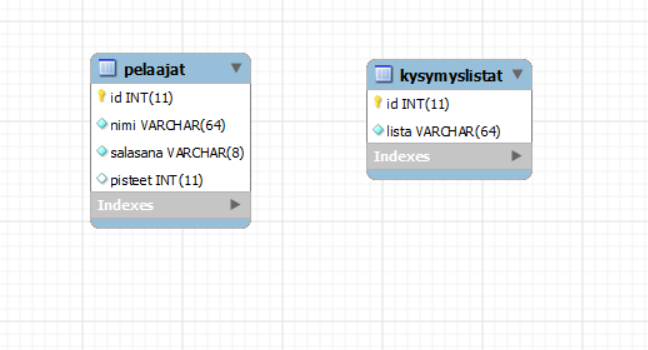 pelaajat
id INT(11)
nimi VARCHAR(64)
salasana VARCHAR(8)
pisteet INT(11)
Indexes
kysymyslistat
id INT(11)
lista VARCHAR(64)
Indexes